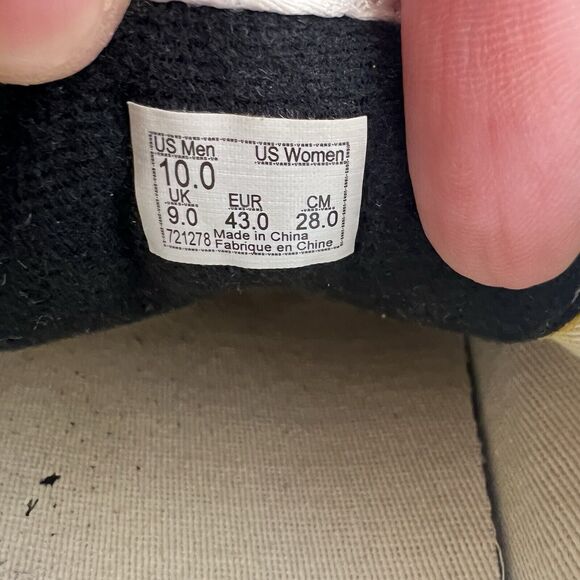 US Men US Women
10.0
UK EUR CM
9.0 43.0 28.0
721278 Made in China
Fabrique en Chine